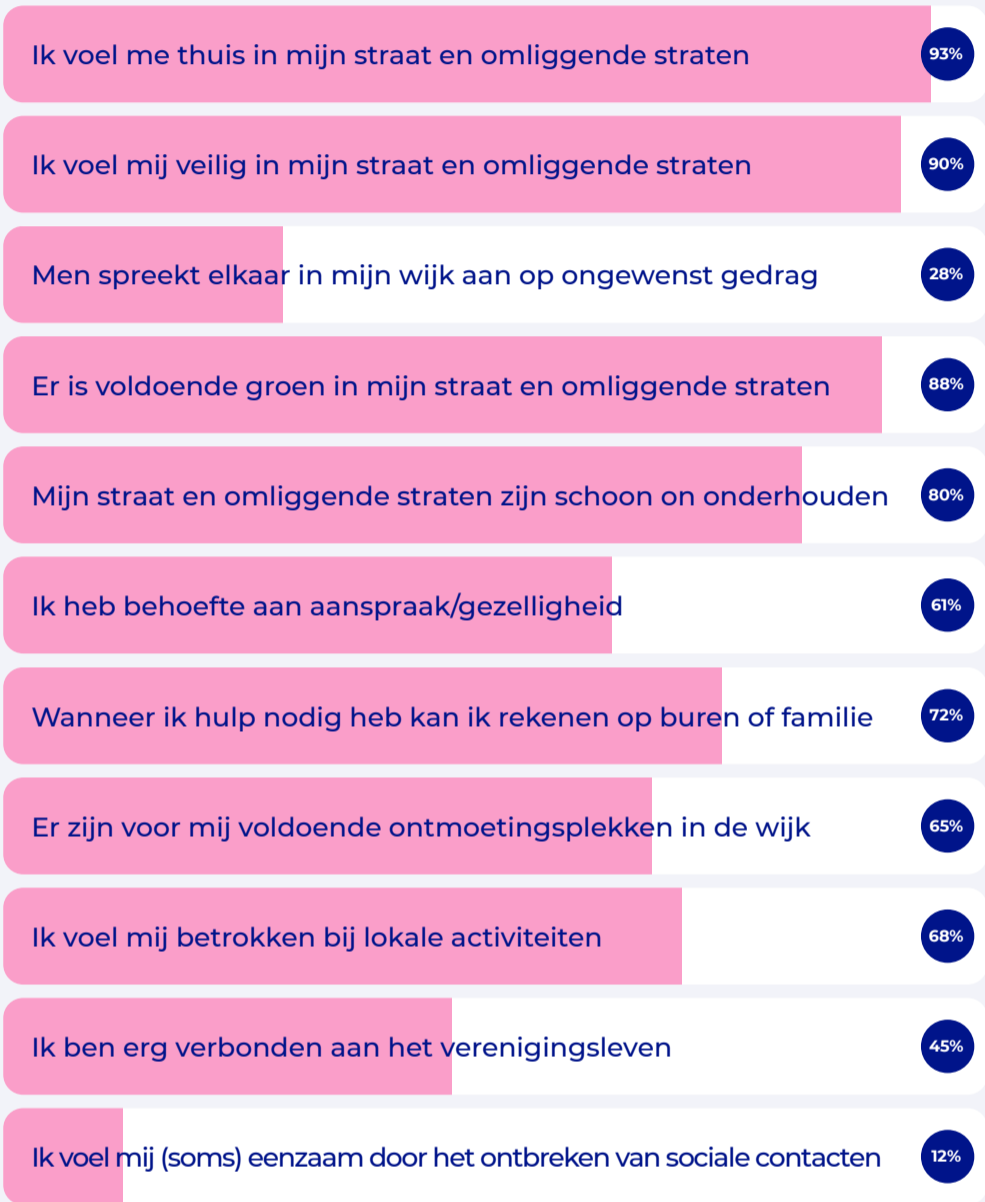 Ik voel me thuis in mijn straat en omliggende straten 93%
Ik voel mij veilig in mijn straat en omliggende straten 90%
Men spreekt elkaar in mijn wijk aan op ongewenst gedrag 28%
Er is voldoende groen in mijn straat en omliggende straten 88%
Mijn straat en omliggende straten zijn schoon on onderhouden 80%
Ik heb behoefte aan aanspraak/gezelligheid 61%
Wanneer ik hulp nodig heb kan ik rekenen op buren of familie 72%
Er zijn voor mij voldoende ontmoetingsplekken in de wijk 65%
Ik voel mij betrokken bij lokale activiteiten 68%
Ik ben erg verbonden aan het verenigingsleven 45%
Ik voel mij (soms) eenzaam door het ontbreken van sociale contacten 12%